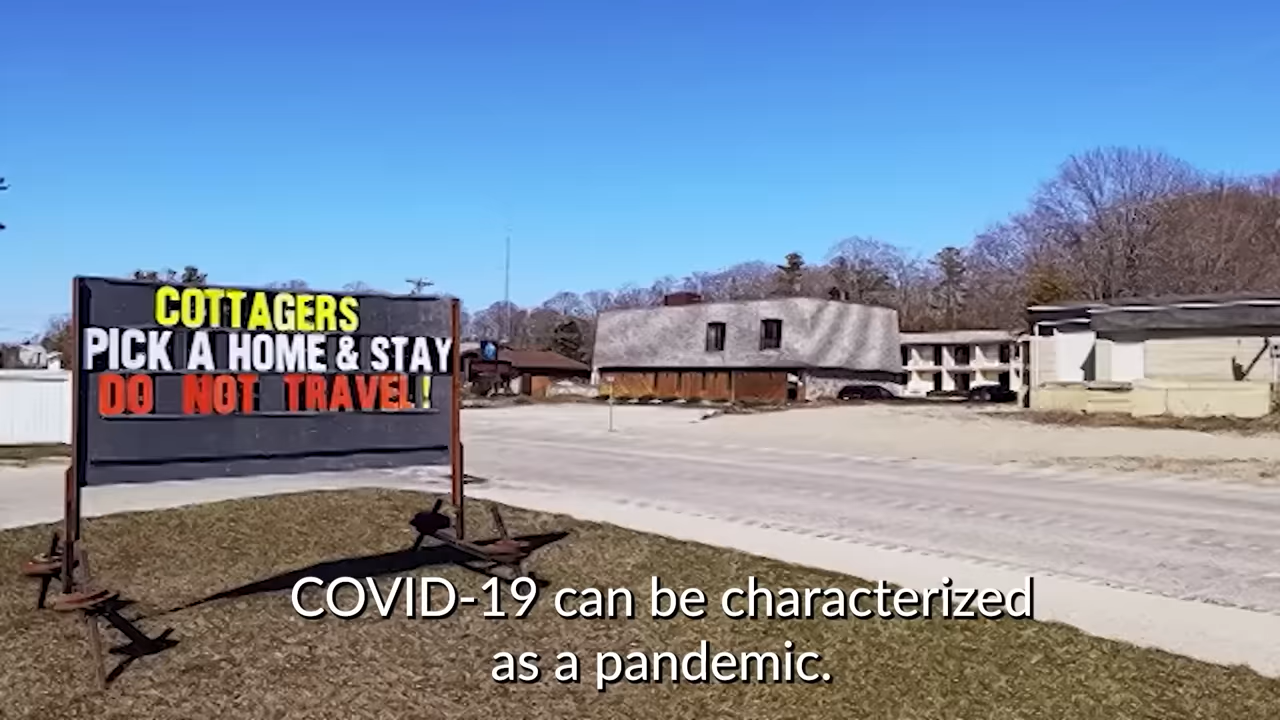 COTTAGERS
PICK A HOME & STAY
DO NOT TRAVEL!
COVID-19 can be characterized
as a pandemic.